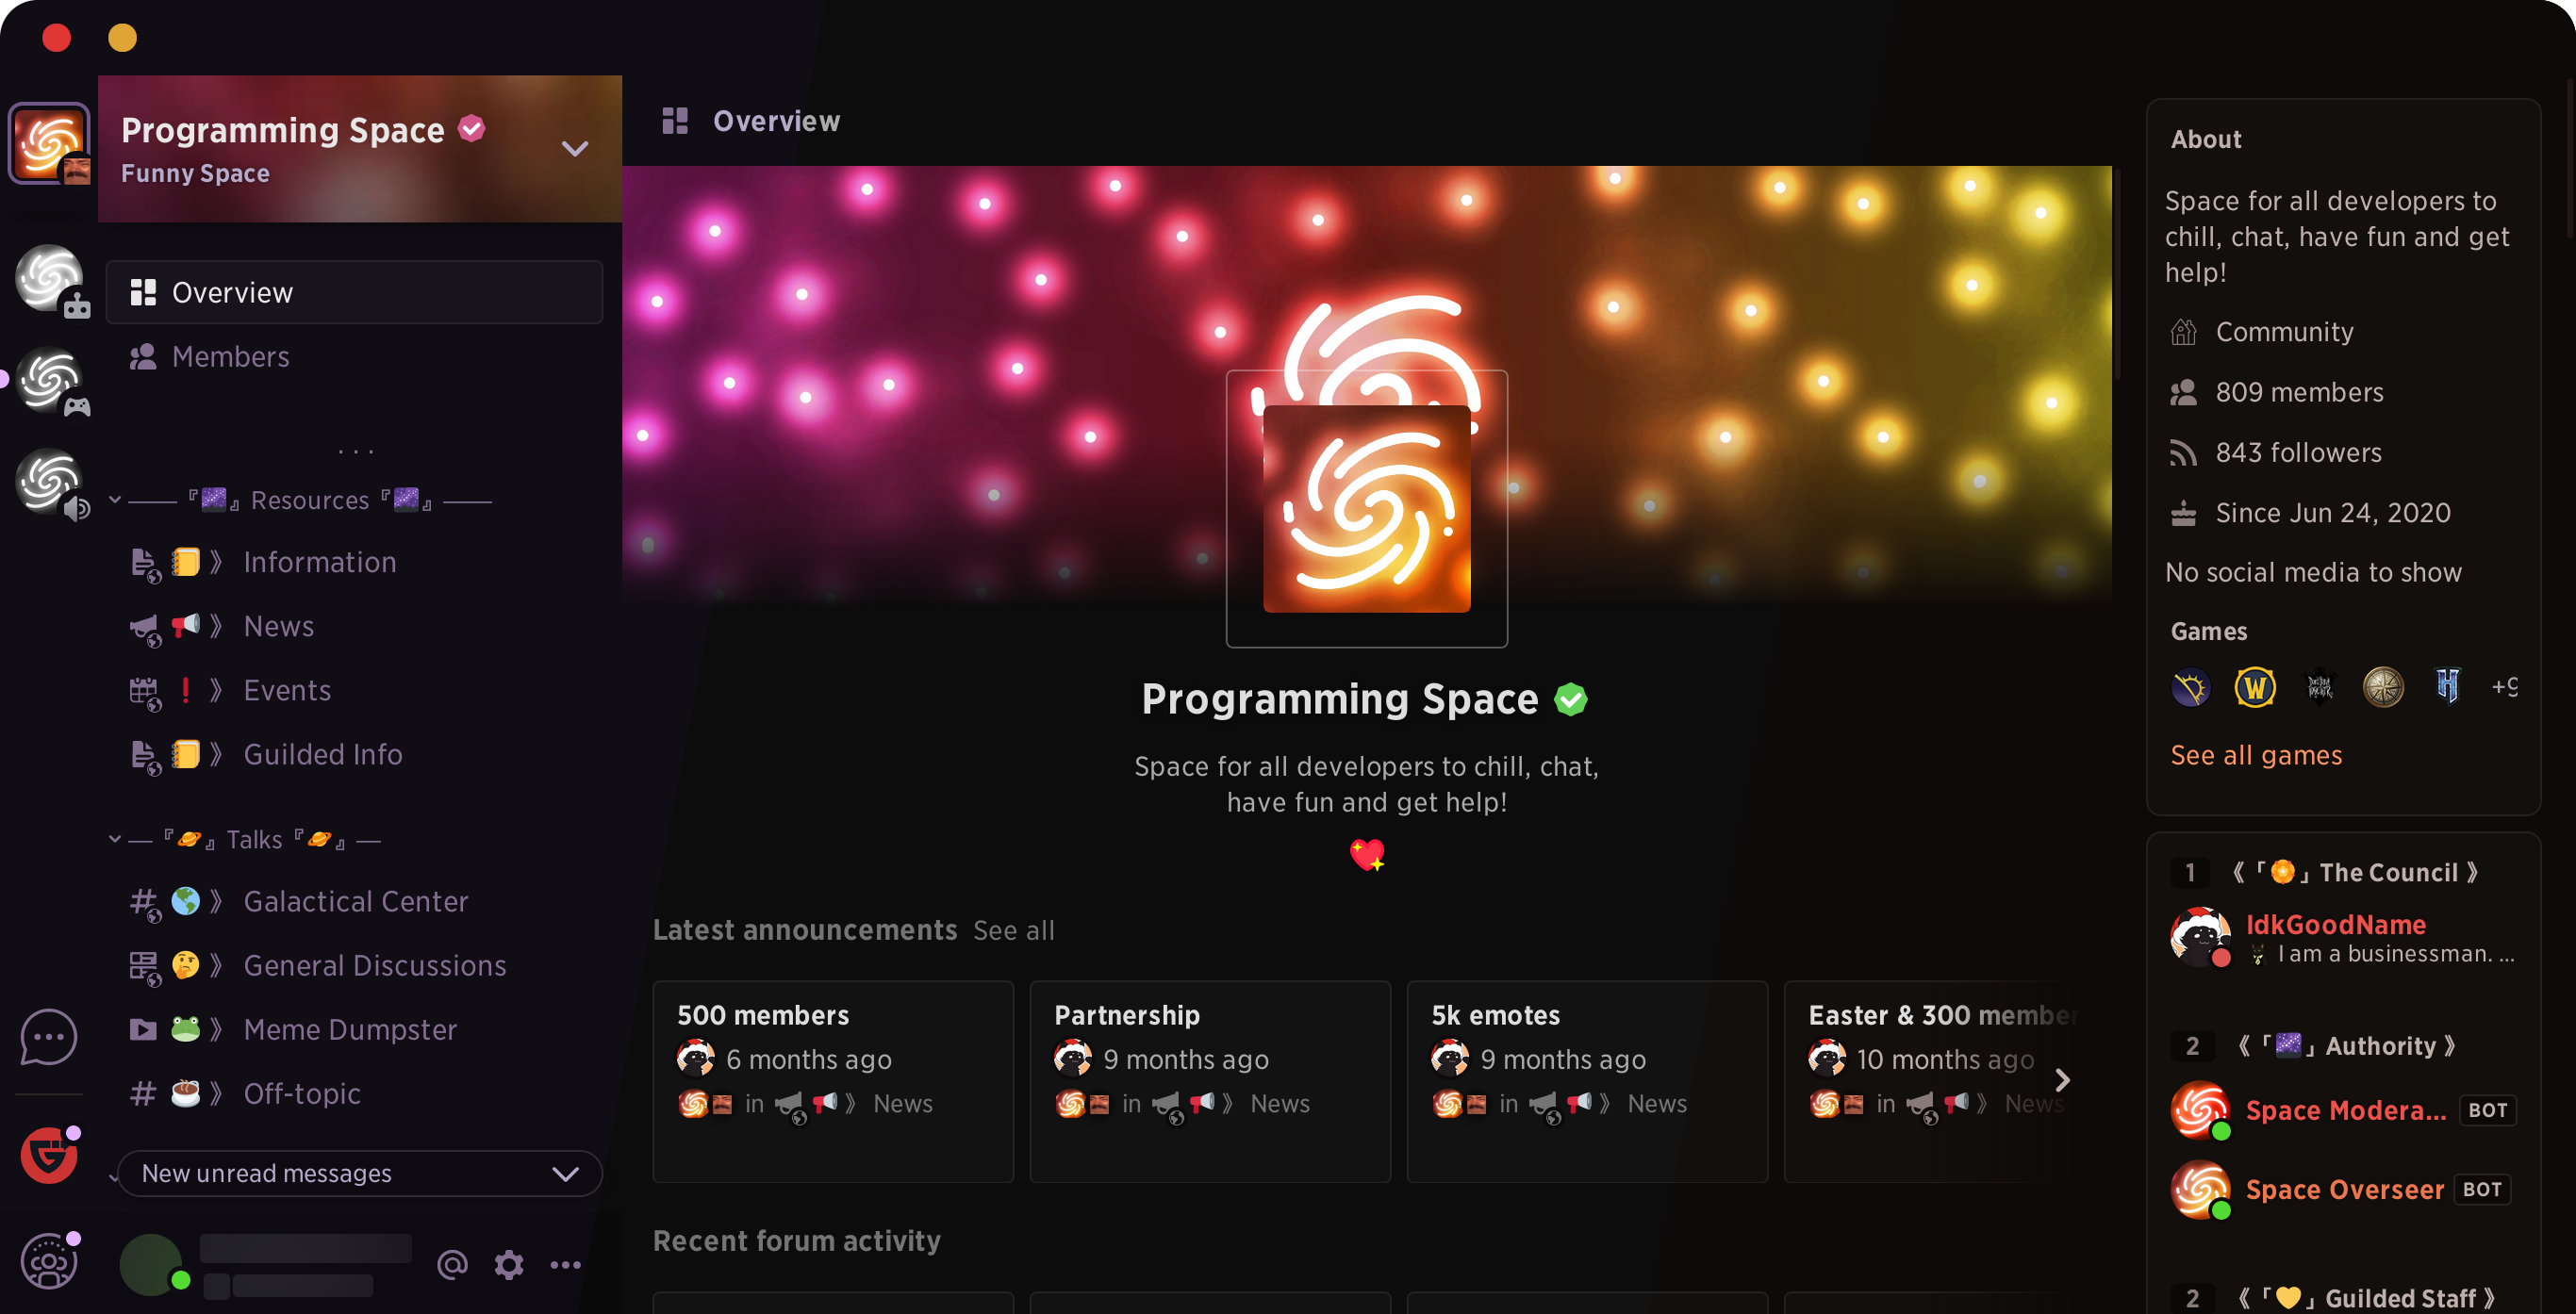 Programming Space
Funny Space
Overview
Members
...
『🌌』 Resources 『🌌』
📒 》 Information
📢 》 News
❗ 》 Events
📒 》 Guilded Info
『🪐』 Talks 『🪐』
🌎 》 Galactical Center
🤔 》 General Discussions
🐸 》 Meme Dumpster
☕ 》 Off-topic
New unread messages
Overview
Programming Space
Space for all developers to chill, chat,
have fun and get help!
💖
Latest announcements See all
500 members
6 months ago
in 📢 》 News
Partnership
9 months ago
in 📢 》 News
5k emotes
9 months ago
in 📢 》 News
Easter & 300 member
10 months ago
in 📢 》 News
Recent forum activity
About
Space for all developers to
chill, chat, have fun and get
help!
Community
809 members
843 followers
Since Jun 24, 2020
No social media to show
Games
W
H
+9
See all games
1 《「🏵」The Council 》
IdkGoodName
I am a businessman. ...
2 《「🌌」Authority 》
Space Modera... BOT
Space Overseer BOT
2 《「💛」Guilded Staff 》